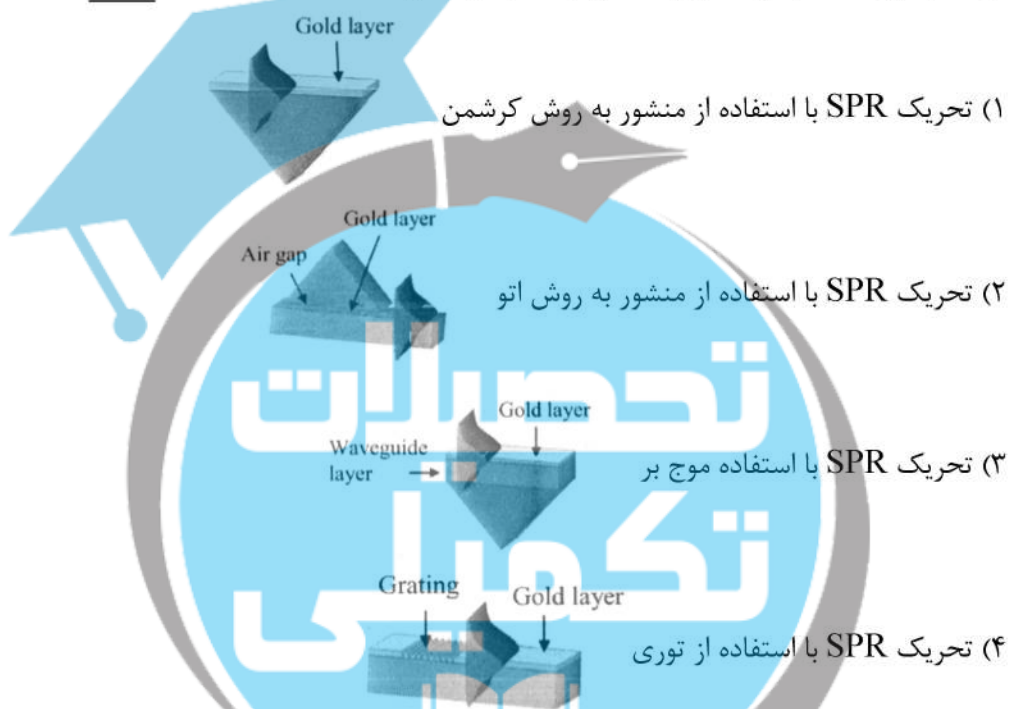 Gold layer
۱) تحریک SPR با استفاده از منشور به روش کرشمن
Gold layer
Air gap
۲) تحریک SPR با استفاده از منشور به روش اتو
تحصیلات
Gold layer
Waveguide
layer
۳) تحریک SPR با استفاده موج بر
تکمیلی
Grating
Gold layer
۴) تحریک SPR با استفاده از توری